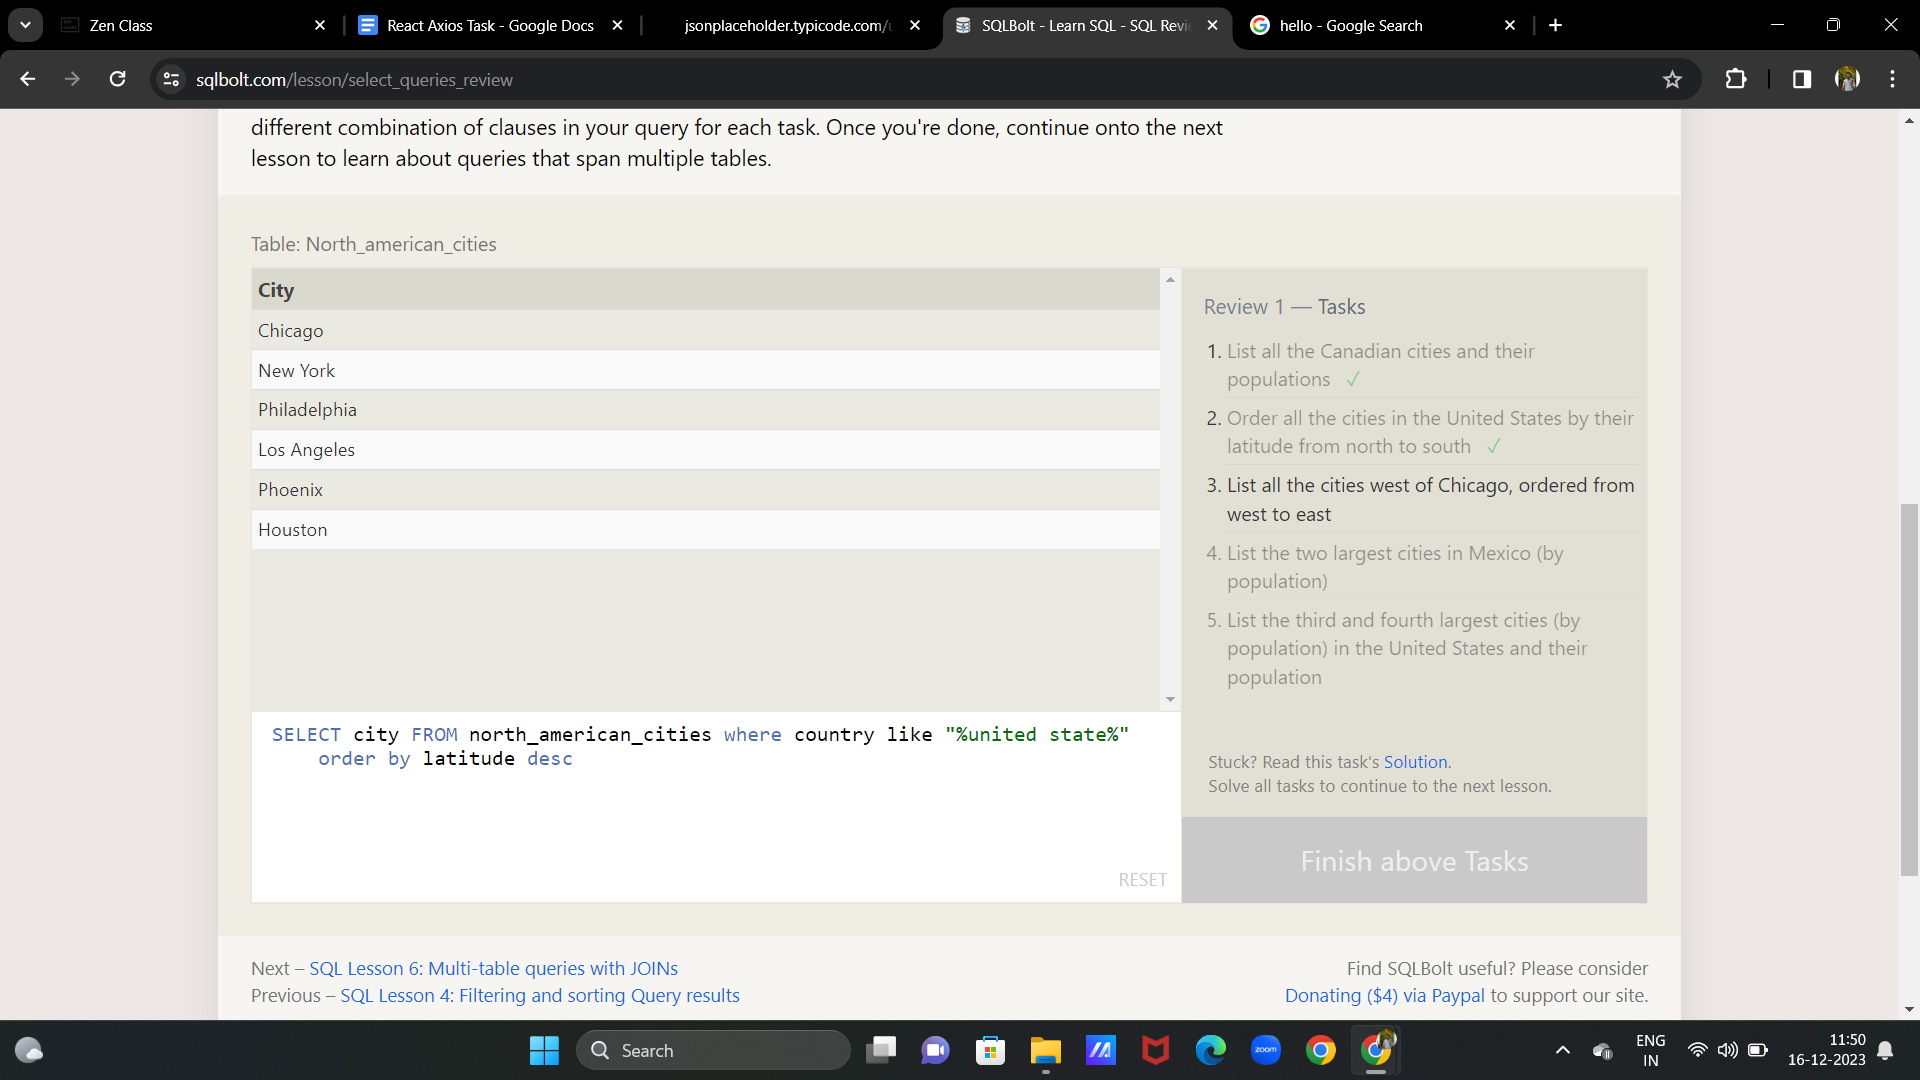 Zen Class
React Axios Task - Google Docs
jsonplaceholder.typicode.com/u
SQLBolt - Learn SQL - SQL Revie
hello - Google Search
sqlbolt.com/lesson/select_queries_review
different combination of clauses in your query for each task. Once you're done, continue onto the next
lesson to learn about queries that span multiple tables.
Table: North_american_cities
City
Chicago
New York
Philadelphia
Los Angeles
Phoenix
Houston
SELECT city FROM north_american_cities where country like "%united state%"
order by latitude desc
RESET
Review 1 — Tasks
1. List all the Canadian cities and their
populations ✓
2. Order all the cities in the United States by their
latitude from north to south ✓
3. List all the cities west of Chicago, ordered from
west to east
4. List the two largest cities in Mexico (by
population)
5. List the third and fourth largest cities (by
population) in the United States and their
population
Stuck? Read this task's Solution.
Solve all tasks to continue to the next lesson.
Finish above Tasks
Next – SQL Lesson 6: Multi-table queries with JOINs
Previous – SQL Lesson 4: Filtering and sorting Query results
Find SQLBolt useful? Please consider
Donating ($4) via Paypal to support our site.
Search
zoom
ENG
IN
11:50
16-12-2023